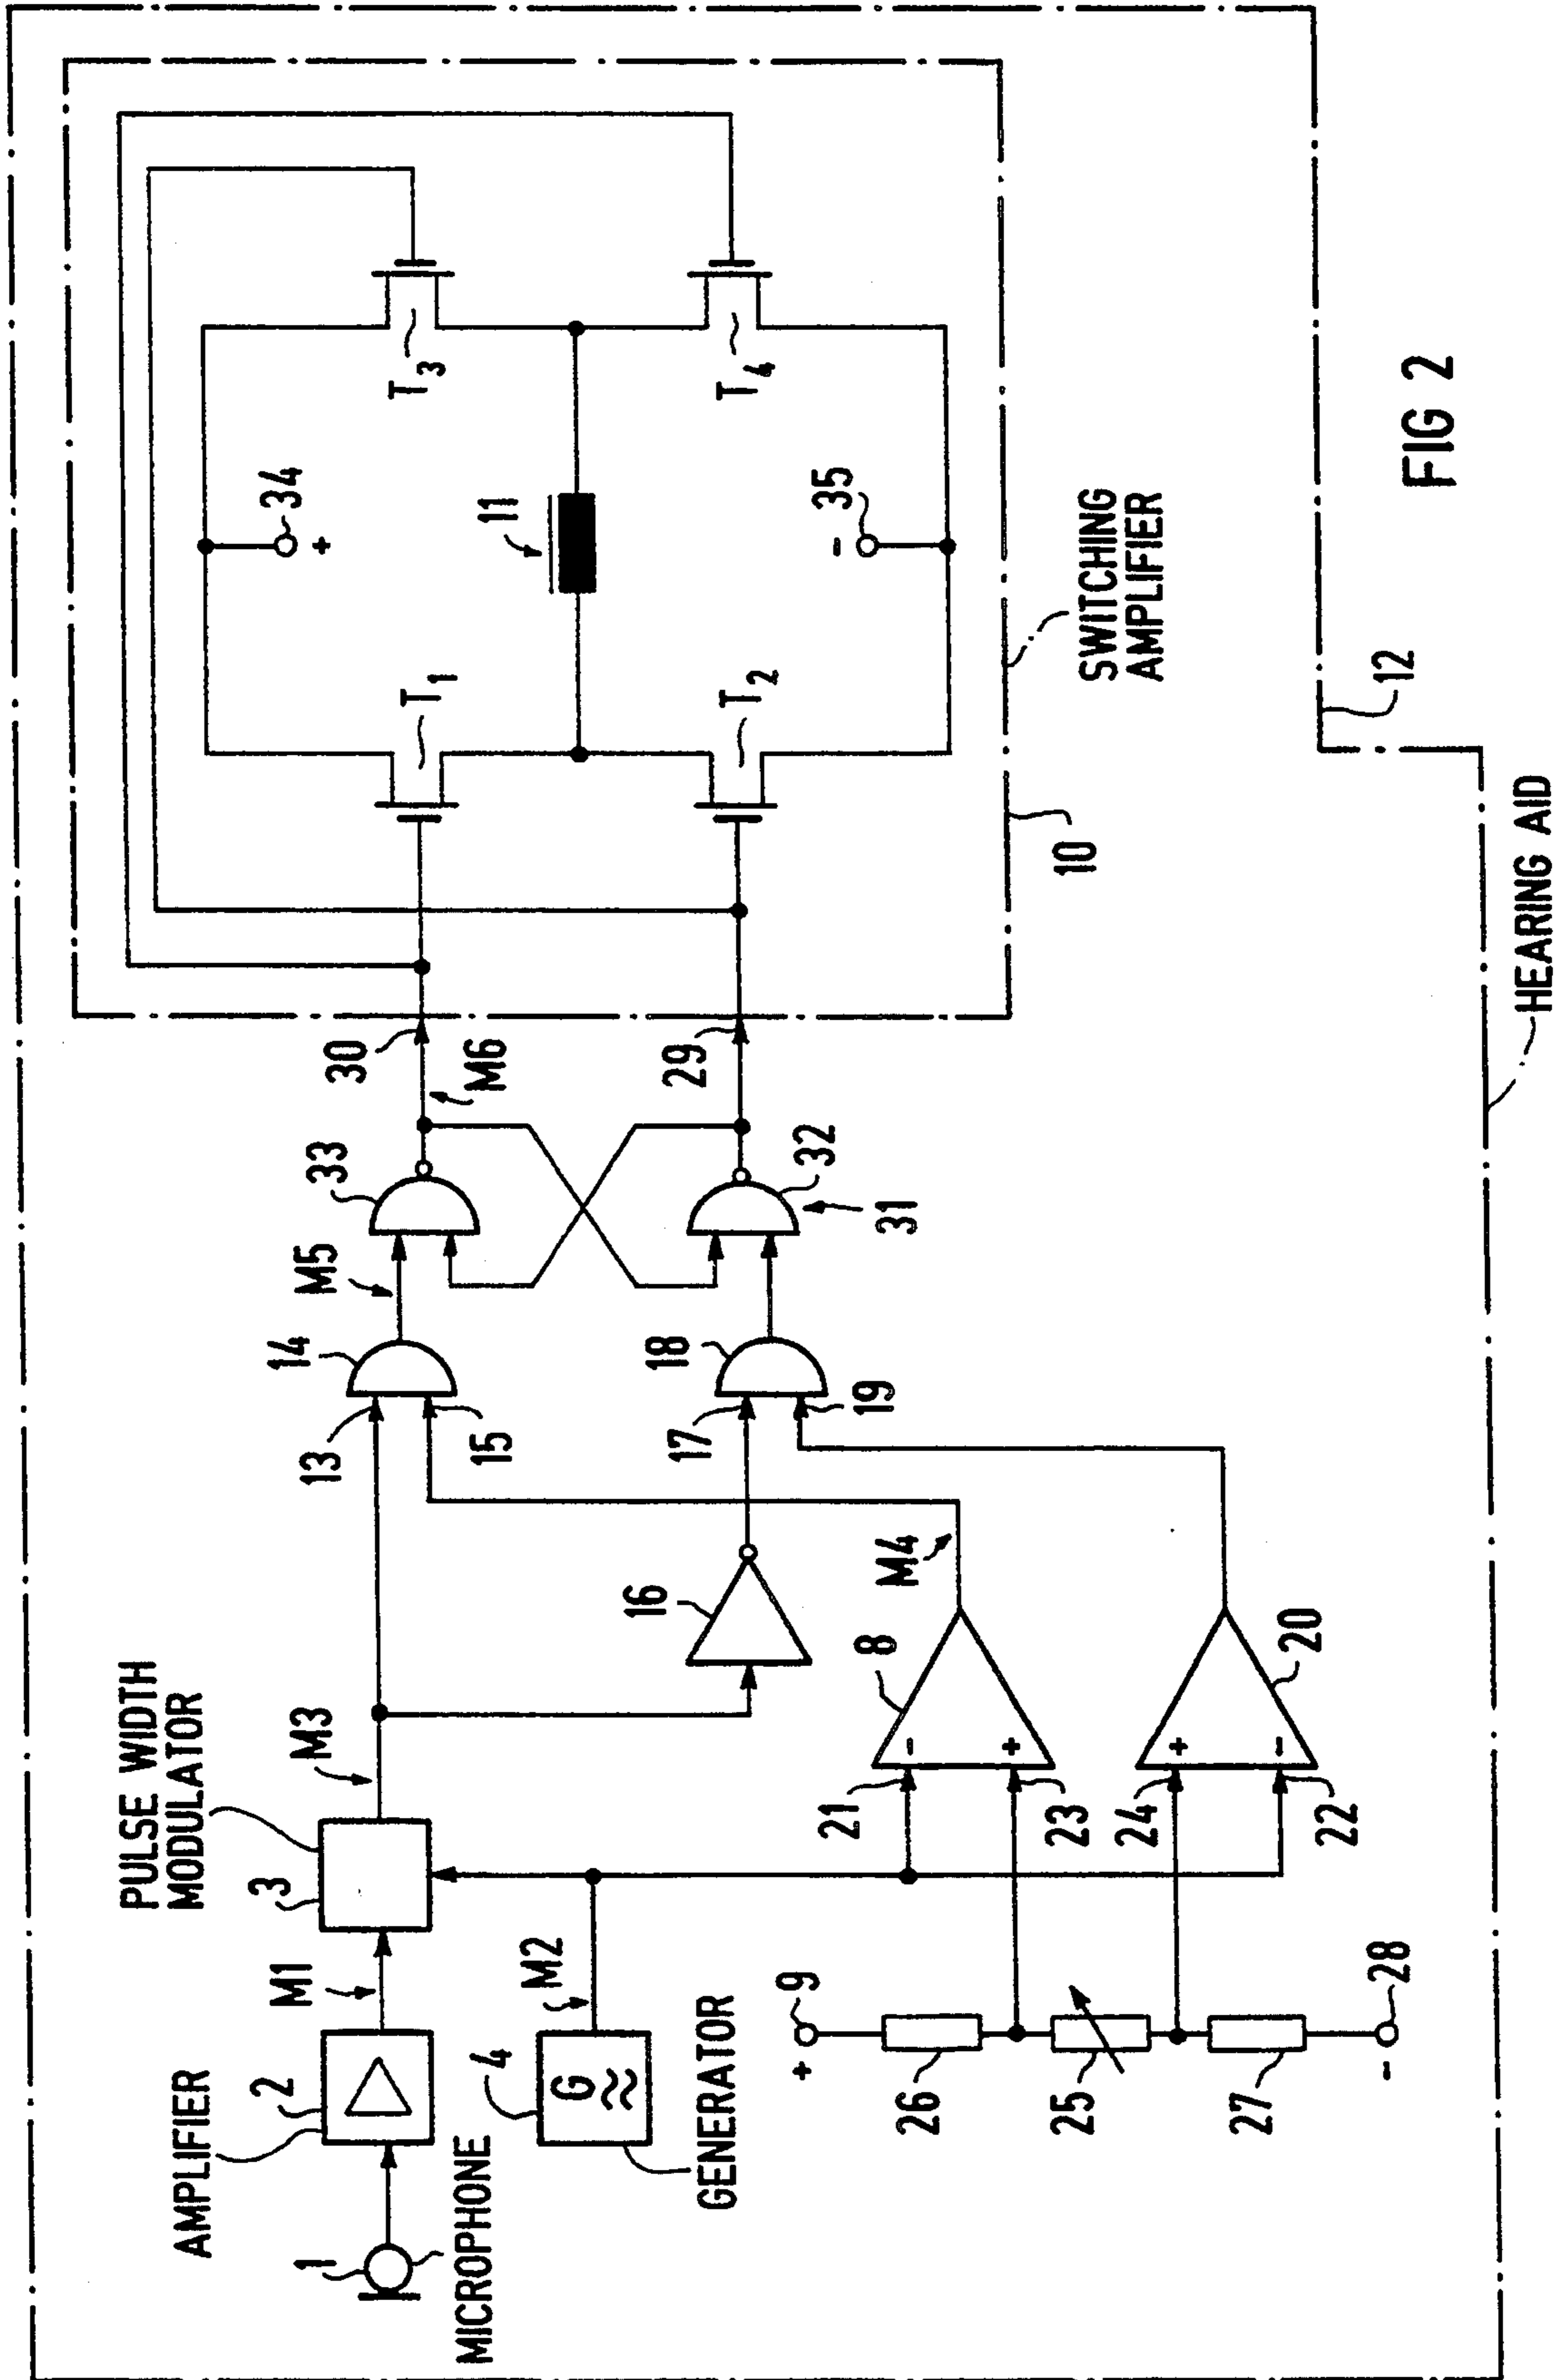 AMPLIFIER
2
1
MICROPHONE
M1
PULSE WIDTH
MODULATOR
3
M3
4
G
≈
GENERATOR
M2
+
9
26
25
27
28
-
21
23
24
22
-
+
+
-
8
20
M4
16
13
15
14
17
19
18
M5
33
32
31
M6
30
29
10
T1
T2
T3
T4
34
+
11
35
-
SWITCHING
AMPLIFIER
12
HEARING AID
FIG 2